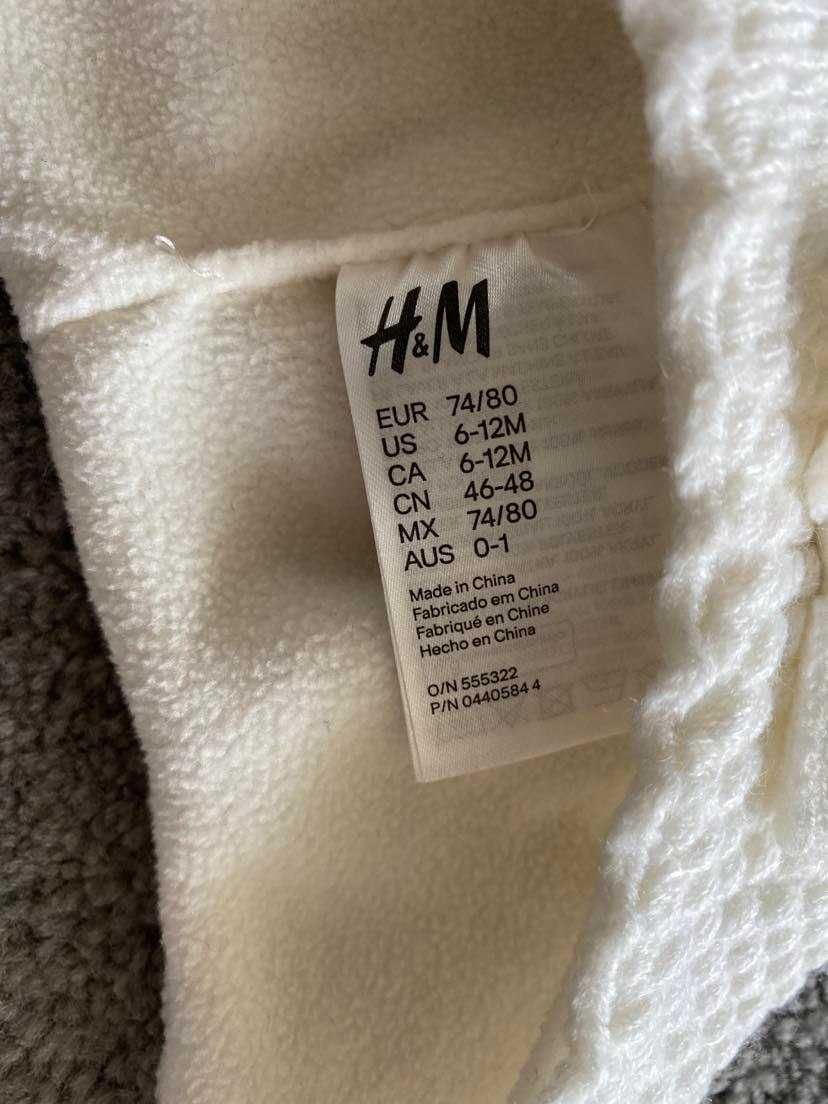 H&M
EUR 74/80
US 6-12M
CA 6-12M
CN 46-48
MX 74/80
AUS 0-1
Made in China
Fabricado em China
Fabriqué en Chine
Hecho en China
O/N 555322
P/N 0440584 4